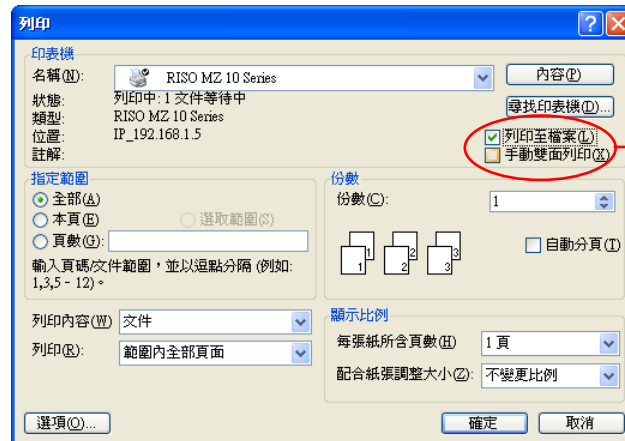 列印
印表機
名稱(N): RISO MZ 10 Series 內容(P)
狀態: 列印中: 1 文件等待中 尋找印表機(D)...
類型: RISO MZ 10 Series
位置: IP_192.168.1.5 列印至檔案(L)
註解: 手動雙面列印(X)
指定範圍
全部(A)
本頁(E) 選取範圍(S)
頁數(G):
輸入頁碼/文件範圍，並以逗點分隔 (例如:
1,3,5 - 12)。
份數
份數(C): 1
1 1 2 2 3 3
自動分頁(T)
列印內容(W) 文件
列印(R): 範圍內全部頁面
顯示比例
每張紙所含頁數(H) 1 頁
配合紙張調整大小(Z): 不變更比例
選項(O)... 確定 取消